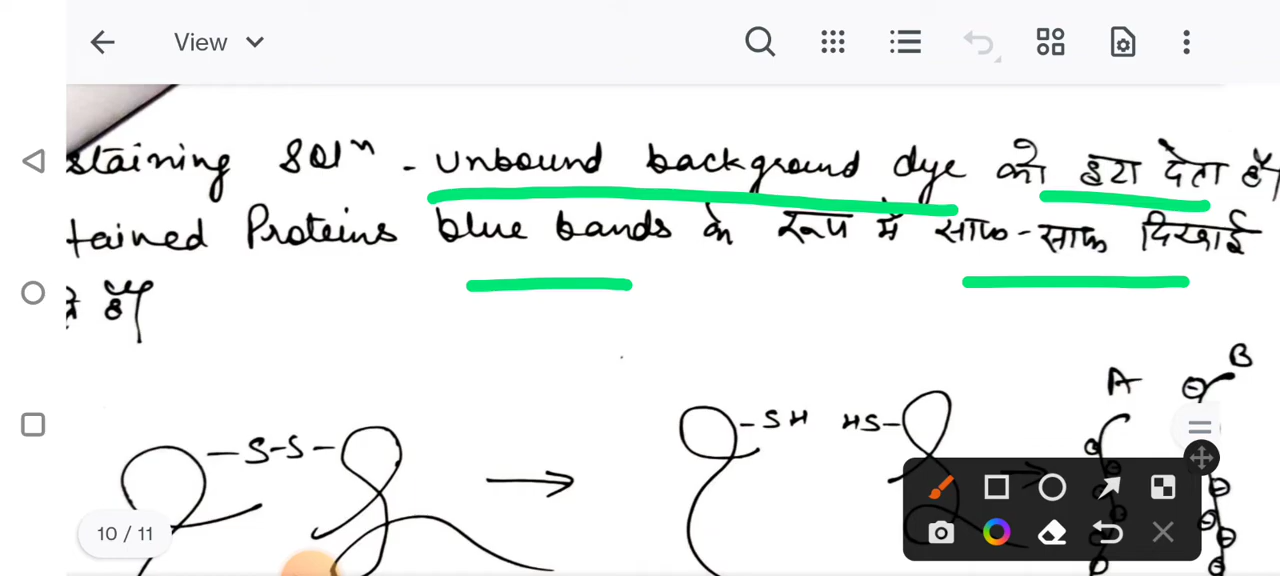 View
staining Solⁿ - unbound background dye को हटा देता है।
tained Proteins blue bands के रूप में साफ - साफ दिखाई
है।
A
B
-S-S-
-SH HS-
10 / 11